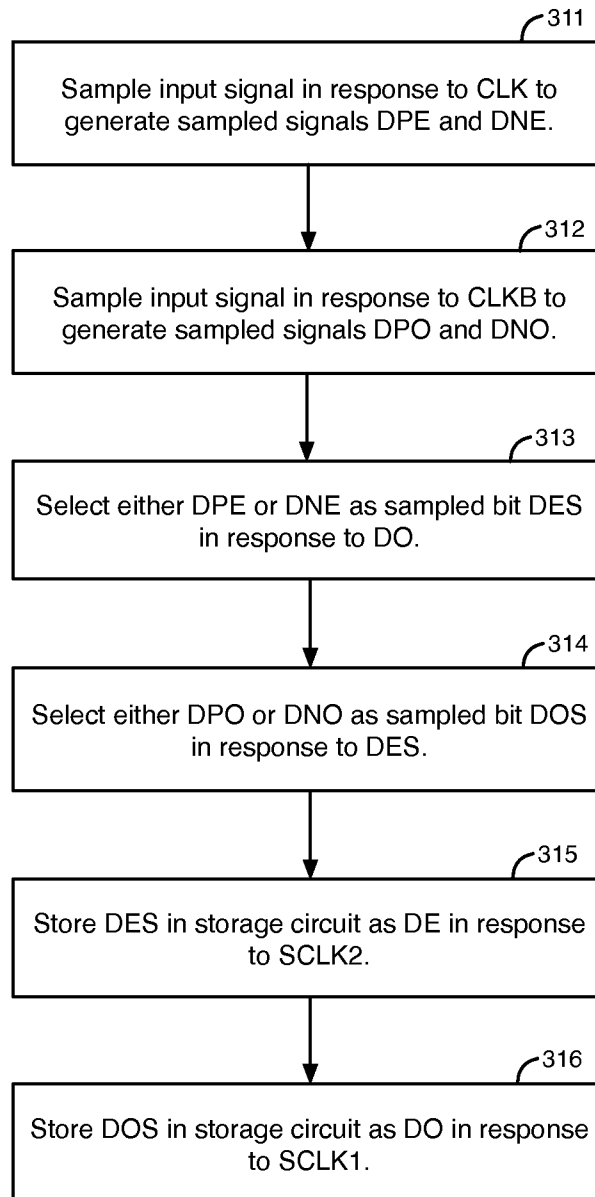 311
Sample input signal in response to CLK to
generate sampled signals DPE and DNE.
312
Sample input signal in response to CLKB to
generate sampled signals DPO and DNO.
313
Select either DPE or DNE as sampled bit DES
in response to DO.
314
Select either DPO or DNO as sampled bit DOS
in response to DES.
315
Store DES in storage circuit as DE in response
to SCLK2.
316
Store DOS in storage circuit as DO in response
to SCLK1.